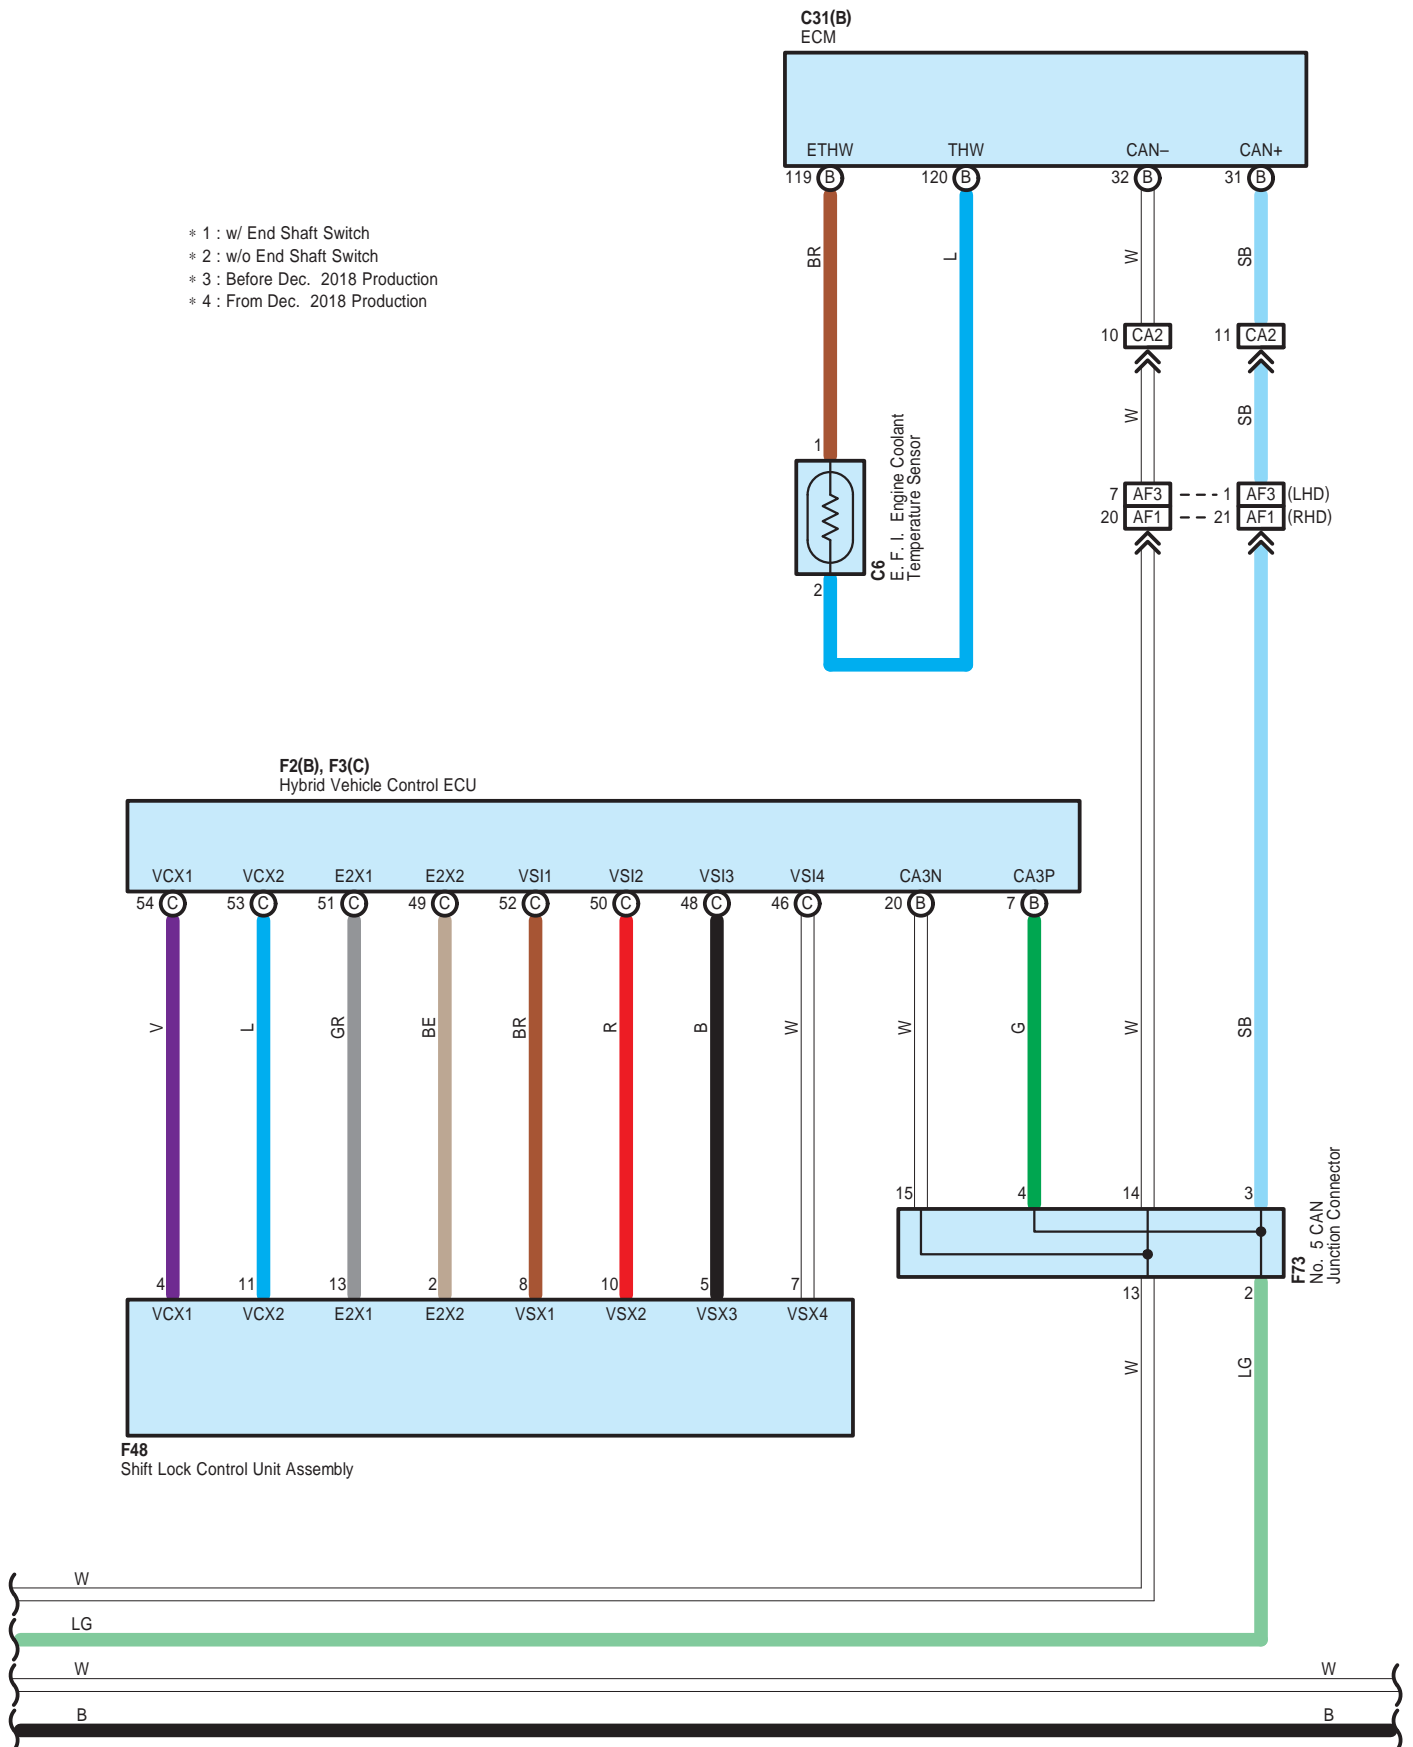 C31(B)
ECM
ETHW THW CAN– CAN+
119 B 120 B 32 B 31 B
∗ 1 : w/ End Shaft Switch
∗ 2 : w/o End Shaft Switch
∗ 3 : Before Dec. 2018 Production
∗ 4 : From Dec. 2018 Production
BR L W SB
10 CA2 11 CA2
W SB
1
C6
E. F. I. Engine Coolant
Temperature Sensor
2
7 AF3 1 AF3 (LHD)
20 AF1 21 AF1 (RHD)
F2(B), F3(C)
Hybrid Vehicle Control ECU
VCX1 VCX2 E2X1 E2X2 VSI1 VSI2 VSI3 VSI4 CA3N CA3P
54 C 53 C 51 C 49 C 52 C 50 C 48 C 46 C 20 B 7 B
V L GR BE BR R B W W G W SB
15 4 14 3
F73
No. 5 CAN
Junction Connector
13 2
4 11 13 2 8 10 5 7
VCX1 VCX2 E2X1 E2X2 VSX1 VSX2 VSX3 VSX4
W LG
F48
Shift Lock Control Unit Assembly
W
LG
W W
B B